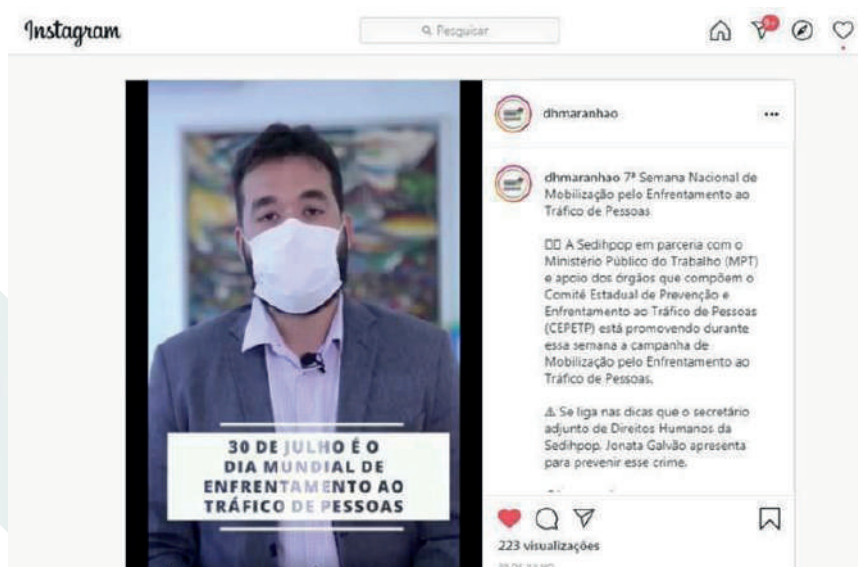 Instagram
Pesquisar
9+
dhmaranhao
dhmaranhao 7ª Semana Nacional de
Mobilização pelo Enfrentamento ao
Tráfico de Pessoas
A Sedihpop em parceria com o
Ministério Público do Trabalho (MPT)
e apoio dos órgãos que compõem o
Comitê Estadual de Prevenção e
Enfrentamento ao Tráfico de Pessoas
(CEPETP) está promovendo durante
essa semana a campanha de
Mobilização pelo Enfrentamento ao
Tráfico de Pessoas.
⚠ Se liga nas dicas que o secretário
adjunto de Direitos Humanos da
Sedihpop, Jonata Galvão apresenta
para prevenir esse crime.
30 DE JULHO É O
DIA MUNDIAL DE
ENFRENTAMENTO AO
TRÁFICO DE PESSOAS
223 visualizações